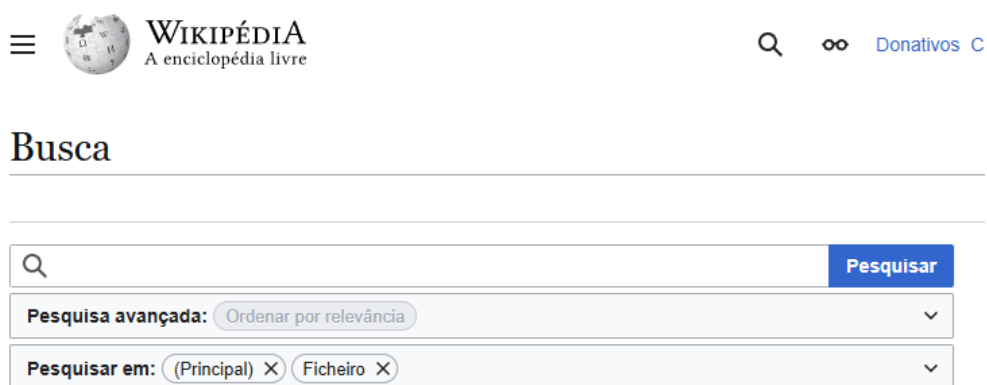 WIKIPÉDIA
A enciclopédia livre
Donativos C
Busca
Pesquisar
Pesquisa avançada: Ordenar por relevância
Pesquisar em: (Principal) Ficheiro